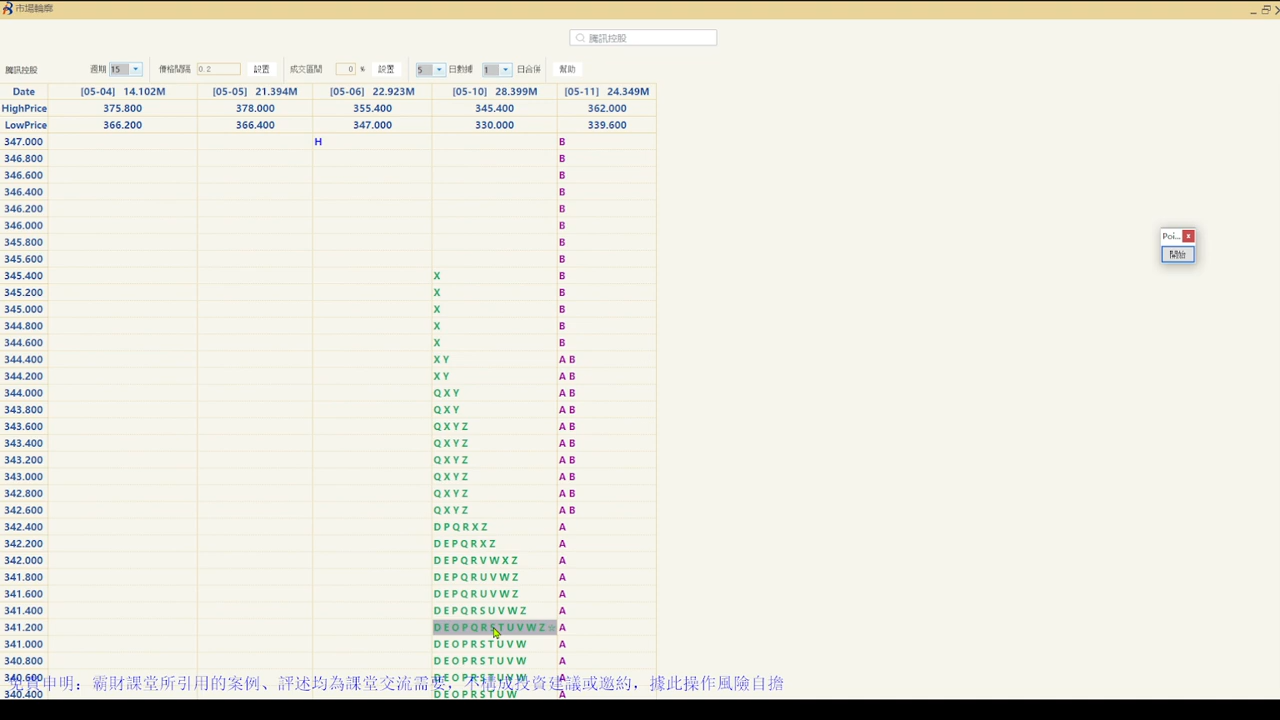 市場輪廓
騰訊控股
騰訊控股 週期 15 價格間隔 0.2 設置 成交區間 0 % 設置 5 日數據 1 日合併 幫助
Date [05-04] 14.102M [05-05] 21.394M [05-06] 22.923M [05-10] 28.399M [05-11] 24.349M
HighPrice 375.800 378.000 355.400 345.400 362.000
LowPrice 366.200 366.400 347.000 330.000 339.600
347.000 H B
346.800 B
346.600 B
346.400 B
346.200 B
346.000 B
345.800 B
345.600 B
345.400 X B
345.200 X B
345.000 X B
344.800 X B
344.600 X B
344.400 X Y A B
344.200 X Y A B
344.000 Q X Y A B
343.800 Q X Y A B
343.600 Q X Y Z A B
343.400 Q X Y Z A B
343.200 Q X Y Z A B
343.000 Q X Y Z A B
342.800 Q X Y Z A B
342.600 Q X Y Z A B
342.400 D P Q R X Z A
342.200 D E P Q R X Z A
342.000 D E P Q R V W X Z A
341.800 D E P Q R U V W Z A
341.600 D E P Q R U V W Z A
341.400 D E P Q R S U V W Z A
341.200 D E O P Q R S T U V W Z A
341.000 D E O P R S T U V W A
340.800 D E O P R S T U V W A
340.600 D E O P R S T U V W A
340.400 D E O P R S T U W A
免責申明：霸財課堂所引用的案例、評述均為課堂交流需要，不構成投資建議或邀約，據此操作風險自擔
Poi...
開始